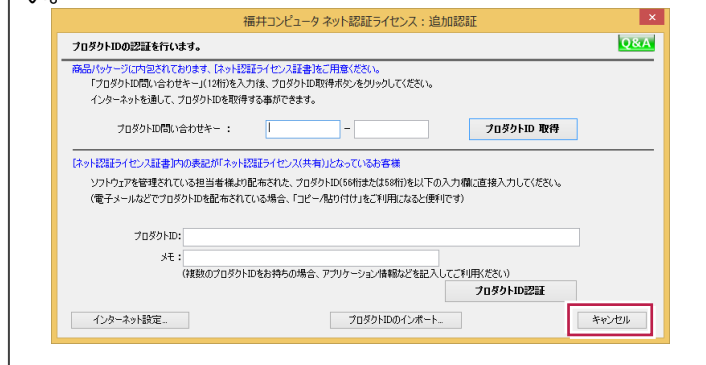 福井コンピュータ ネット認証ライセンス：追加認証
×
プロダクトIDの認証を行います。
Q&A
商品パッケージに内包されております、[ネット認証ライセンス証書]をご用意ください。
「プロダクトID問い合わせキー」(12桁)を入力後、プロダクトID取得ボタンをクリックしてください。
インターネットを通して、プロダクトIDを取得する事ができます。
プロダクトID問い合わせキー ：
-
プロダクトID 取得
[ネット認証ライセンス証書]内の表記が「ネット認証ライセンス(共有)」となっているお客様
ソフトウェアを管理されている担当者様より配布された、プロダクトID(56桁または58桁)を以下の入力欄に直接入力してください。
(電子メールなどでプロダクトIDを配布されている場合、「コピー/貼り付け」をご利用になると便利です)
プロダクトID:
メモ：
(複数のプロダクトIDをお持ちの場合、アプリケーション情報などを記入してご利用ください)
プロダクトID認証
インターネット設定...
プロダクトIDのインポート...
キャンセル